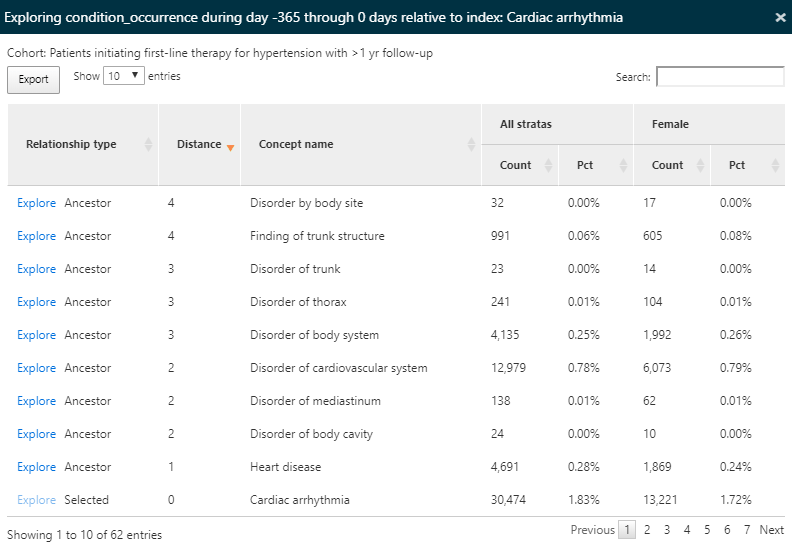 Exploring condition_occurrence during day -365 through 0 days relative to index: Cardiac arrhythmia ×
Cohort: Patients initiating first-line therapy for hypertension with >1 yr follow-up
Export Show 10 entries Search:
All stratas Female
Relationship type Distance Concept name
Count Pct Count Pct
Explore Ancestor 4 Disorder by body site 32 0.00% 17 0.00%
Explore Ancestor 4 Finding of trunk structure 991 0.06% 605 0.08%
Explore Ancestor 3 Disorder of trunk 23 0.00% 14 0.00%
Explore Ancestor 3 Disorder of thorax 241 0.01% 104 0.01%
Explore Ancestor 3 Disorder of body system 4,135 0.25% 1,992 0.26%
Explore Ancestor 2 Disorder of cardiovascular system 12,979 0.78% 6,073 0.79%
Explore Ancestor 2 Disorder of mediastinum 138 0.01% 62 0.01%
Explore Ancestor 2 Disorder of body cavity 24 0.00% 10 0.00%
Explore Ancestor 1 Heart disease 4,691 0.28% 1,869 0.24%
Explore Selected 0 Cardiac arrhythmia 30,474 1.83% 13,221 1.72%
Showing 1 to 10 of 62 entries Previous 1 2 3 4 5 6 7 Next